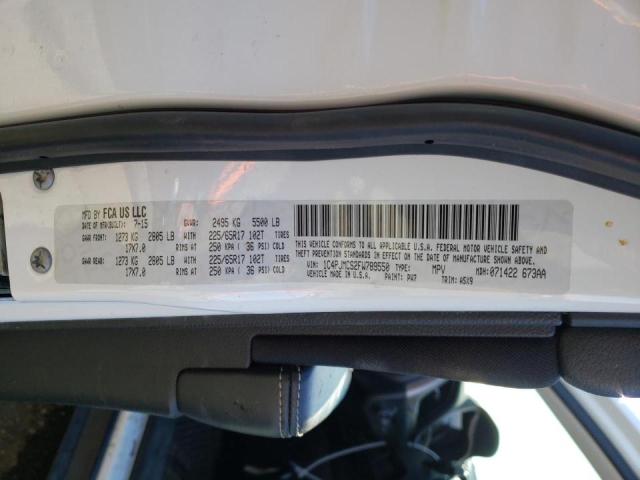 MFD BY FCA US LLC
DATE OF MFR(BUILT): 7-15 GVWR: 2495 KG 5500 LB
GAWR FRONT: 1273 KG 2805 LB WITH 225/65R17 102T TIRES
17X7.0 RIMS AT 250 KPA ( 36 PSI) COLD
GAWR REAR: 1273 KG 2805 LB WITH 225/65R17 102T TIRES
17X7.0 RIMS AT 250 KPA ( 36 PSI) COLD
THIS VEHICLE CONFORMS TO ALL APPLICABLE U.S.A. FEDERAL MOTOR VEHICLE SAFETY AND
THEFT PREVENTION STANDARDS IN EFFECT ON THE DATE OF MANUFACTURE SHOWN ABOVE.
VIN: 1C4PJMCS2FW789550 TYPE: MPV MDH: 071422 673AA
VEHICLE MADE IN U.S.A. PAINT: PW7 TRIM: A5X9